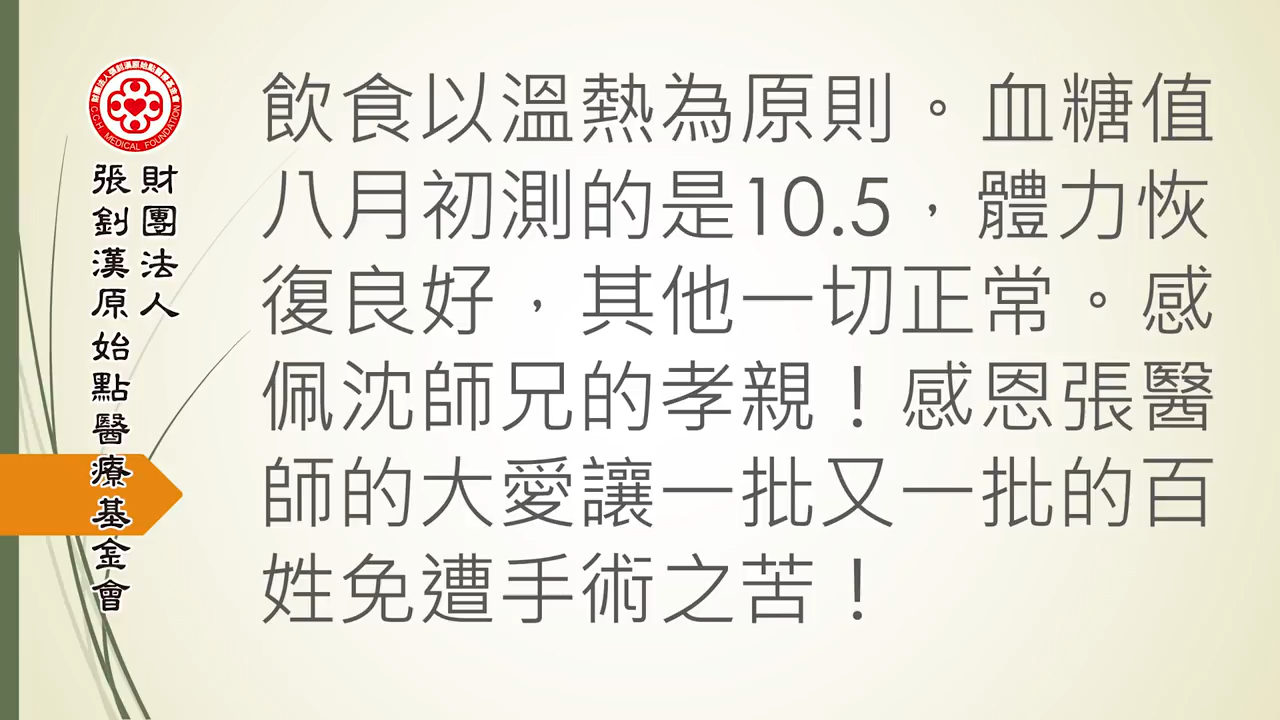 財團法人
張釗漢原始點醫療基金會
C.C.H. MEDICAL FOUNDATION
飲食以溫熱為原則。血糖值
八月初測的是10.5，體力恢
復良好，其他一切正常。感
佩沈師兄的孝親！感恩張醫
師的大愛讓一批又一批的百
姓免遭手術之苦！